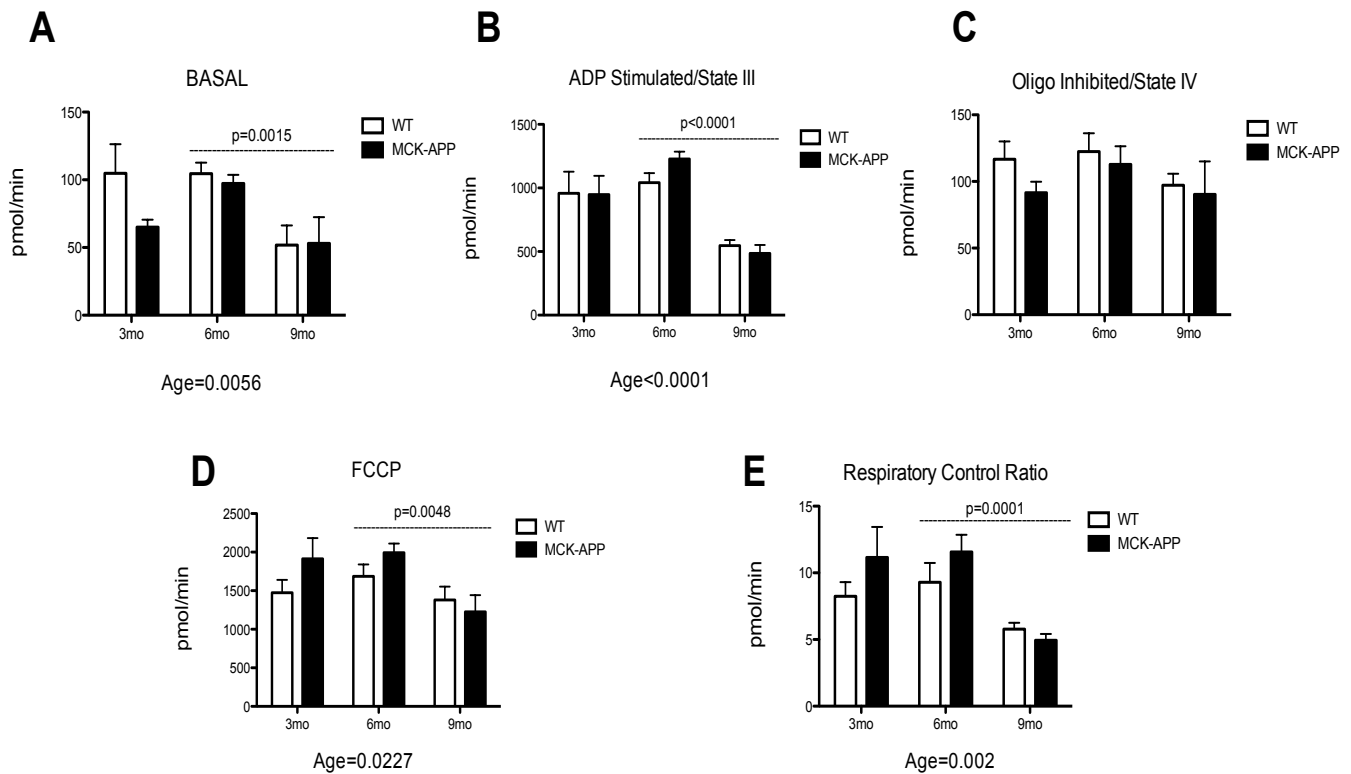 A
BASAL
150
100
50
0
pmol/min
p=0.0015
WT
MCK-APP
3mo
6mo
9mo
Age=0.0056
B
ADP Stimulated/State III
1500
1000
500
0
pmol/min
p<0.0001
WT
MCK-APP
3mo
6mo
9mo
Age<0.0001
C
Oligo Inhibited/State IV
150
100
50
0
pmol/min
WT
MCK-APP
3mo
6mo
9mo
D
FCCP
2500
2000
1500
1000
500
0
pmol/min
p=0.0048
WT
MCK-APP
3mo
6mo
9mo
Age=0.0227
E
Respiratory Control Ratio
15
10
5
0
pmol/min
p=0.0001
WT
MCK-APP
3mo
6mo
9mo
Age=0.002